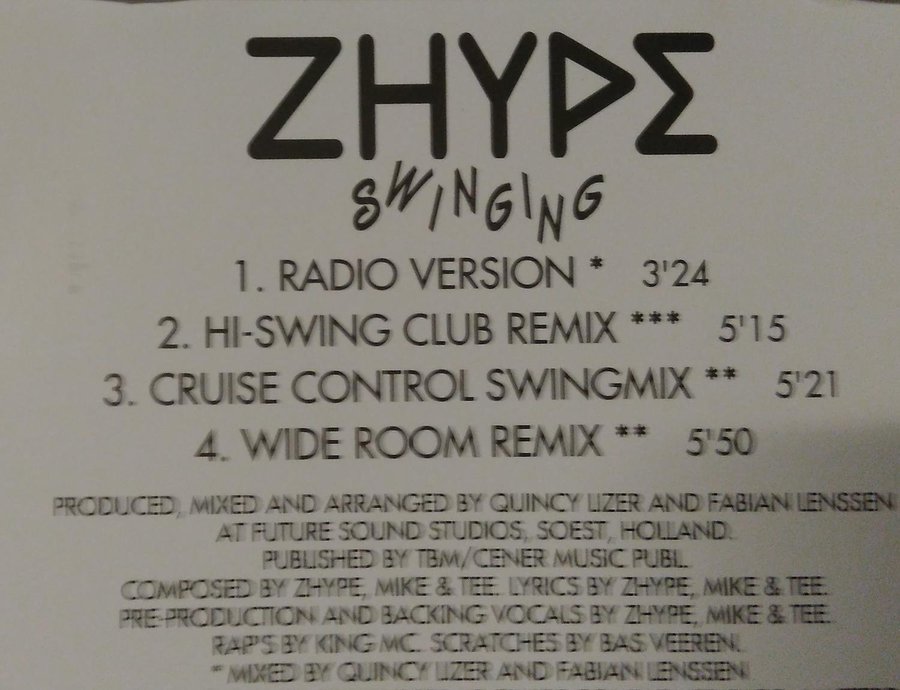 ZHYPE
SWINGING
1. RADIO VERSION * 3'24
2. HI-SWING CLUB REMIX *** 5'15
3. CRUISE CONTROL SWINGMIX ** 5'21
4. WIDE ROOM REMIX ** 5'50
PRODUCED, MIXED AND ARRANGED BY QUINCY LIZER AND FABIAN LENSSEN
AT FUTURE SOUND STUDIOS, SOEST, HOLLAND.
PUBLISHED BY TBM/CENER MUSIC PUBL.
COMPOSED BY ZHYPE, MIKE & TEE. LYRICS BY ZHYPE, MIKE & TEE.
PRE-PRODUCTION AND BACKING VOCALS BY ZHYPE, MIKE & TEE.
RAP'S BY KING MC. SCRATCHES BY BAS VEEREN.
* MIXED BY QUINCY LIZER AND FABIAN LENSSEN